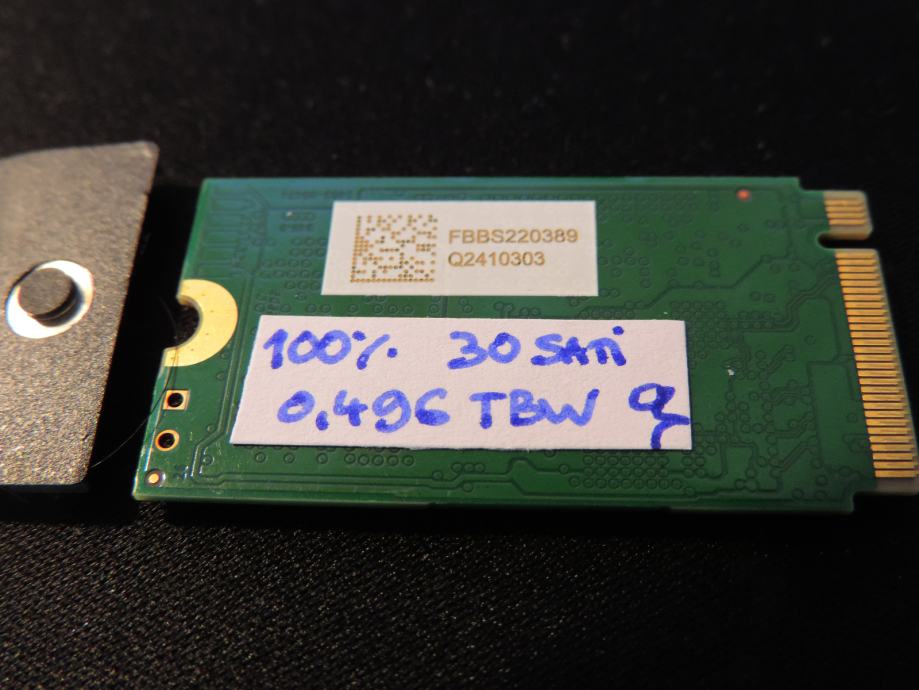 FBBS220389
Q2410303
100% 30 SATİ
0,496 TBW